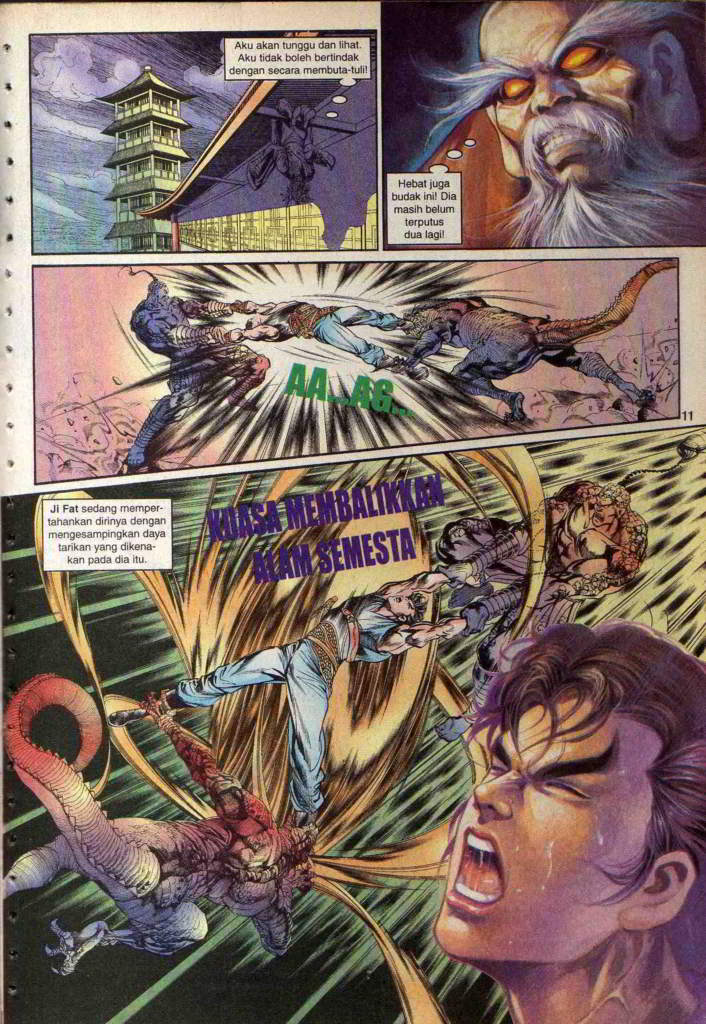 Aku akan tunggu dan lihat.
Aku tidak boleh bertindak
dengan secara membuta-tuli!
Hebat juga
budak ini! Dia
masih belum
terputus
dua lagi!
AA...AG...
11
Ji Fat sedang memper-
tahankan dirinya dengan
mengesampingkan daya
tarikan yang dikena-
kan pada dia itu.
KUASA MEMBALIKKAN
ALAM SEMESTA